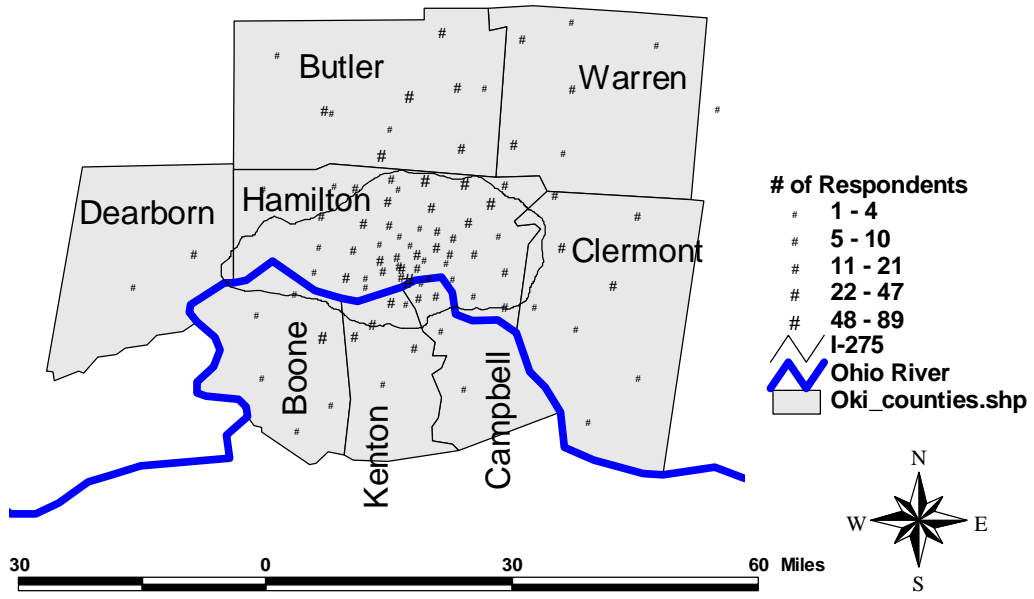 Butler
Warren
Dearborn
Hamilton
Clermont
Boone
Kenton
Campbell
# of Respondents
# 1 - 4
# 5 - 10
# 11 - 21
# 22 - 47
# 48 - 89
I-275
Ohio River
Oki_counties.shp
N
W E
S
30 0 30 60 Miles